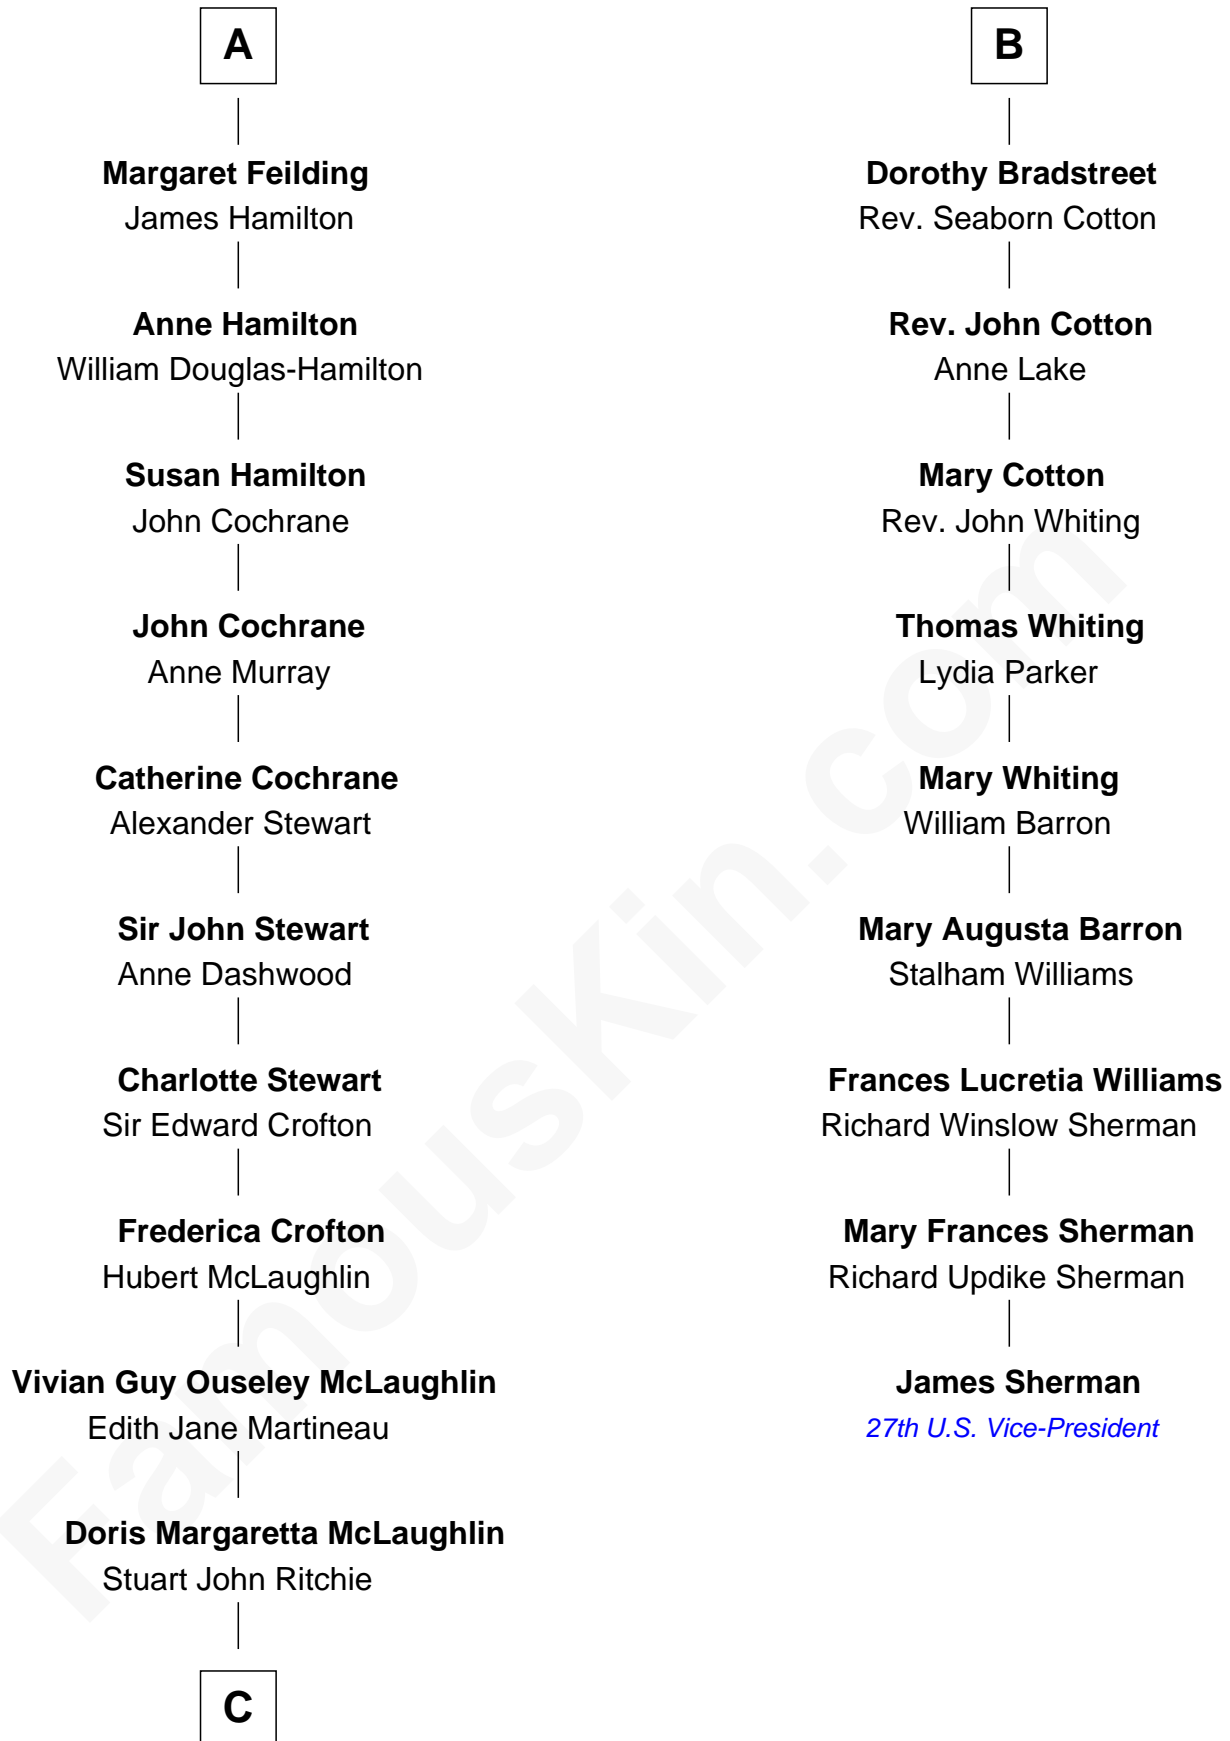 A
Margaret Feilding
James Hamilton
Anne Hamilton
William Douglas-Hamilton
Susan Hamilton
John Cochrane
John Cochrane
Anne Murray
Catherine Cochrane
Alexander Stewart
Sir John Stewart
Anne Dashwood
Charlotte Stewart
Sir Edward Crofton
Frederica Crofton
Hubert McLaughlin
Vivian Guy Ouseley McLaughlin
Edith Jane Martineau
Doris Margaretta McLaughlin
Stuart John Ritchie
C
B
Dorothy Bradstreet
Rev. Seaborn Cotton
Rev. John Cotton
Anne Lake
Mary Cotton
Rev. John Whiting
Thomas Whiting
Lydia Parker
Mary Whiting
William Barron
Mary Augusta Barron
Stalham Williams
Frances Lucretia Williams
Richard Winslow Sherman
Mary Frances Sherman
Richard Updike Sherman
James Sherman
27th U.S. Vice-President
FamousKin.com